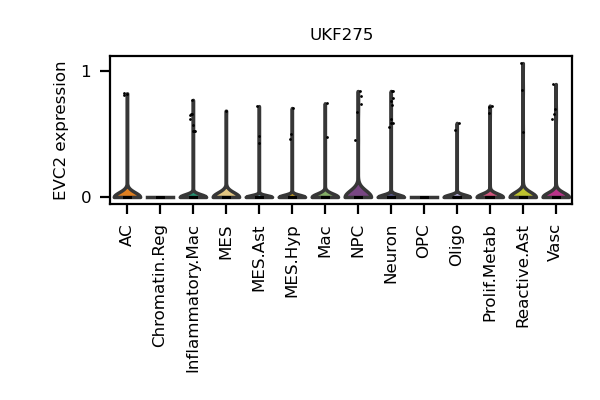 UKF275
EVC2 expression
1
0
AC
Chromatin.Reg
Inflammatory.Mac
MES
MES.Ast
MES.Hyp
Mac
NPC
Neuron
OPC
Oligo
Prolif.Metab
Reactive.Ast
Vasc